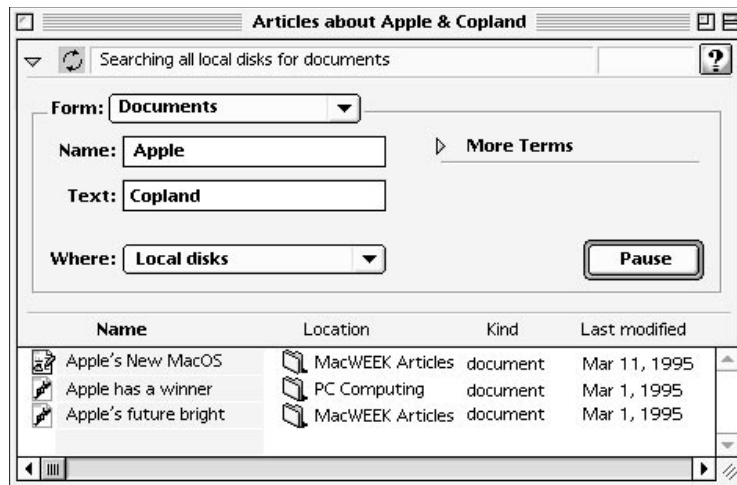 Articles about Apple & Copland
Searching all local disks for documents ?
Form: Documents
Name: Apple More Terms
Text: Copland
Where: Local disks Pause
Name Location Kind Last modified
Apple's New MacOS MacWEEK Articles document Mar 11, 1995
Apple has a winner PC Computing document Mar 1, 1995
Apple's future bright MacWEEK Articles document Mar 1, 1995